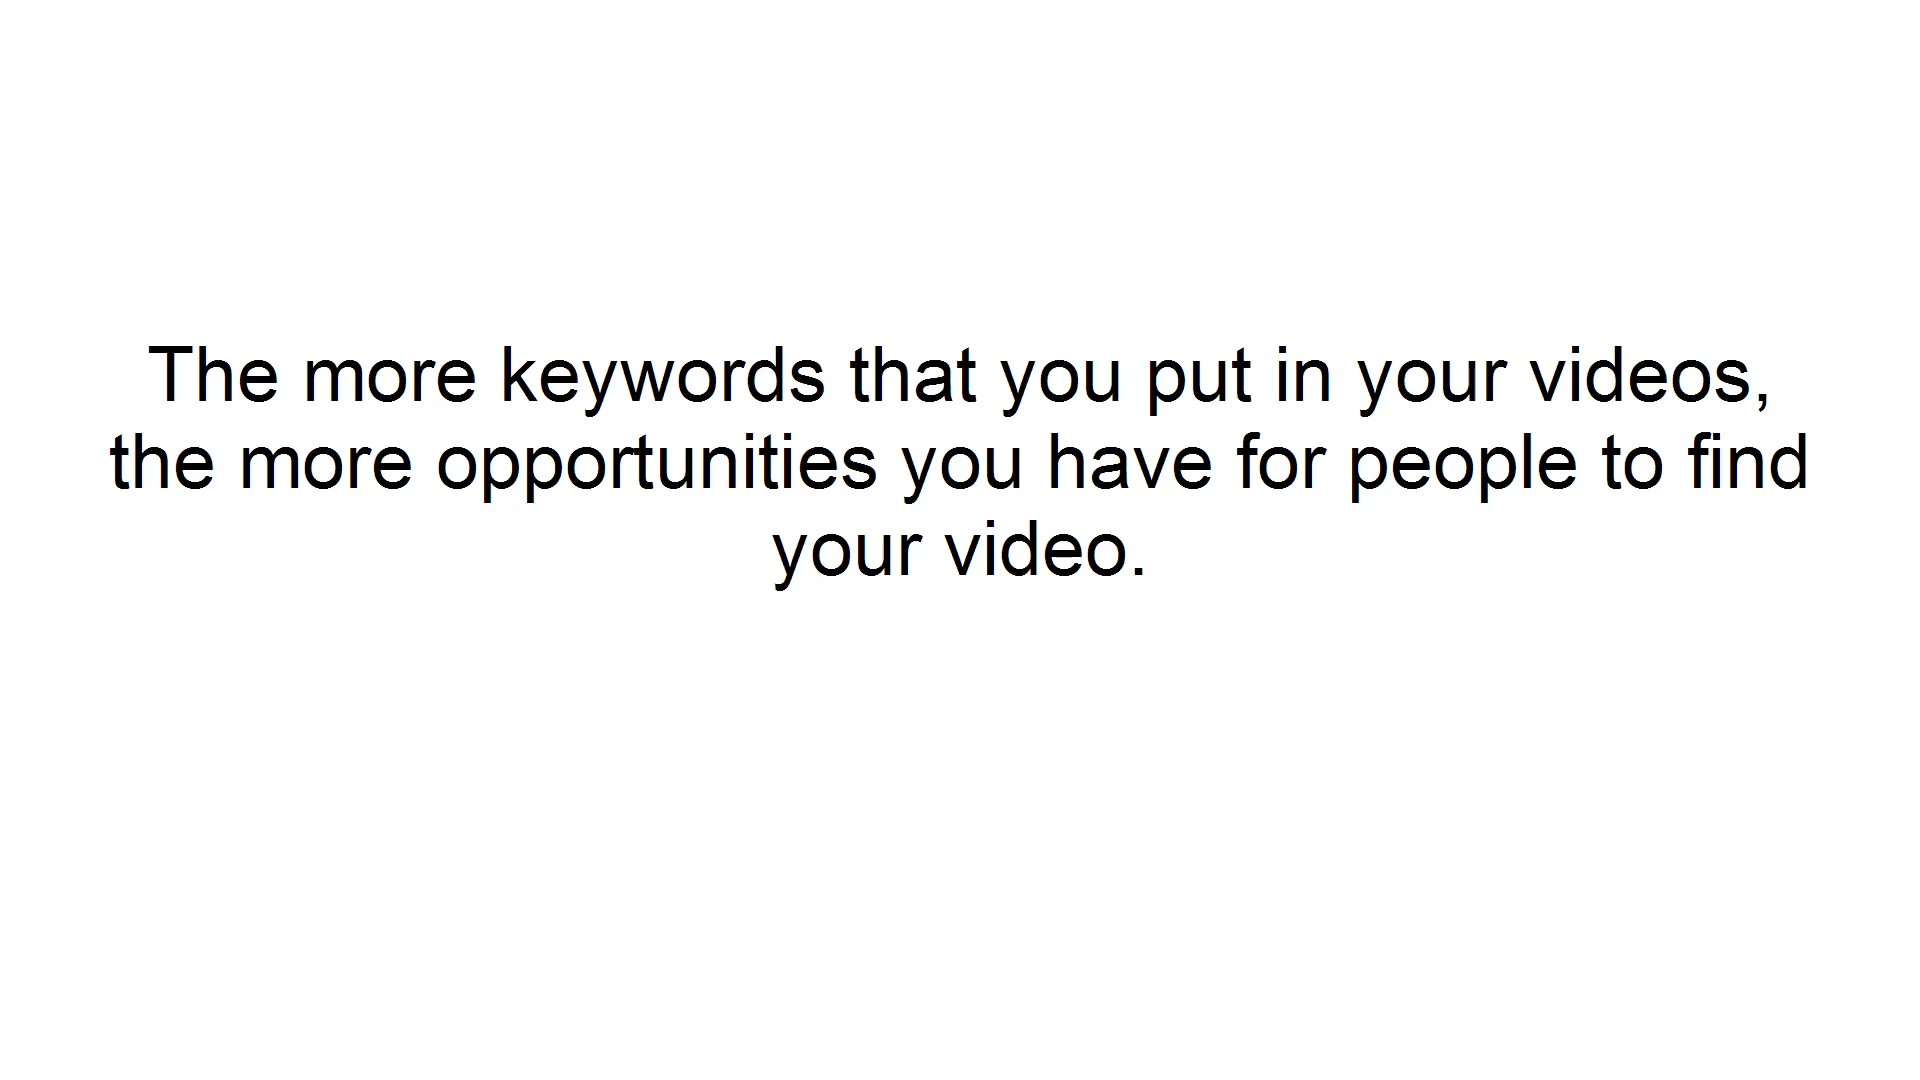 The more keywords that you put in your videos,
the more opportunities you have for people to find
your video.